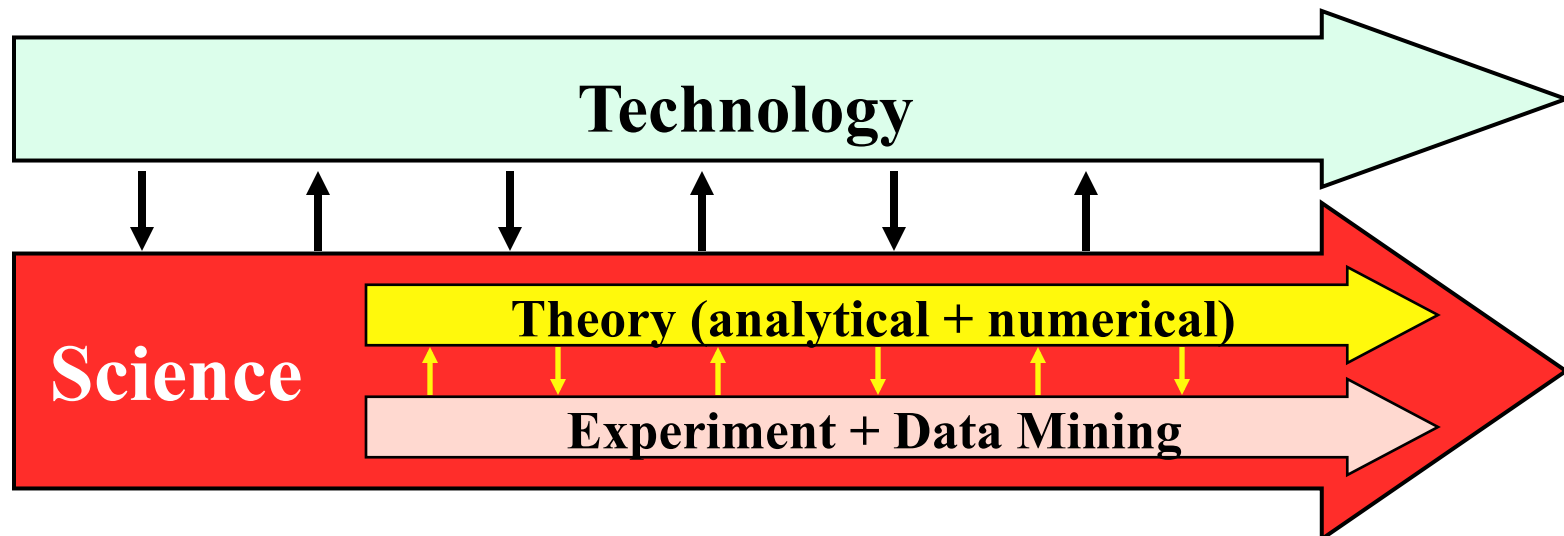 Technology
Theory (analytical + numerical)
Science
Experiment + Data Mining